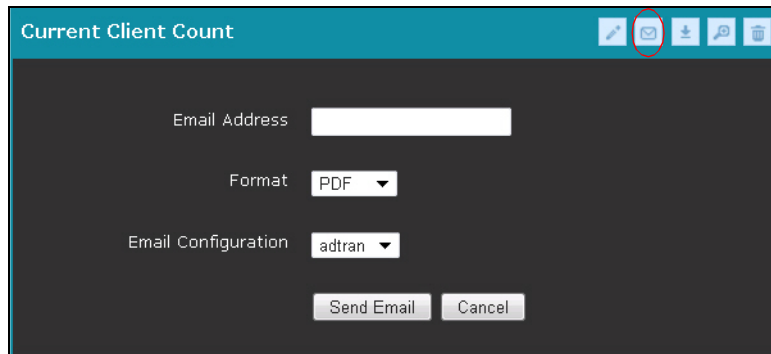 Current Client Count
Email Address
Format PDF
Email Configuration adtran
Send Email Cancel